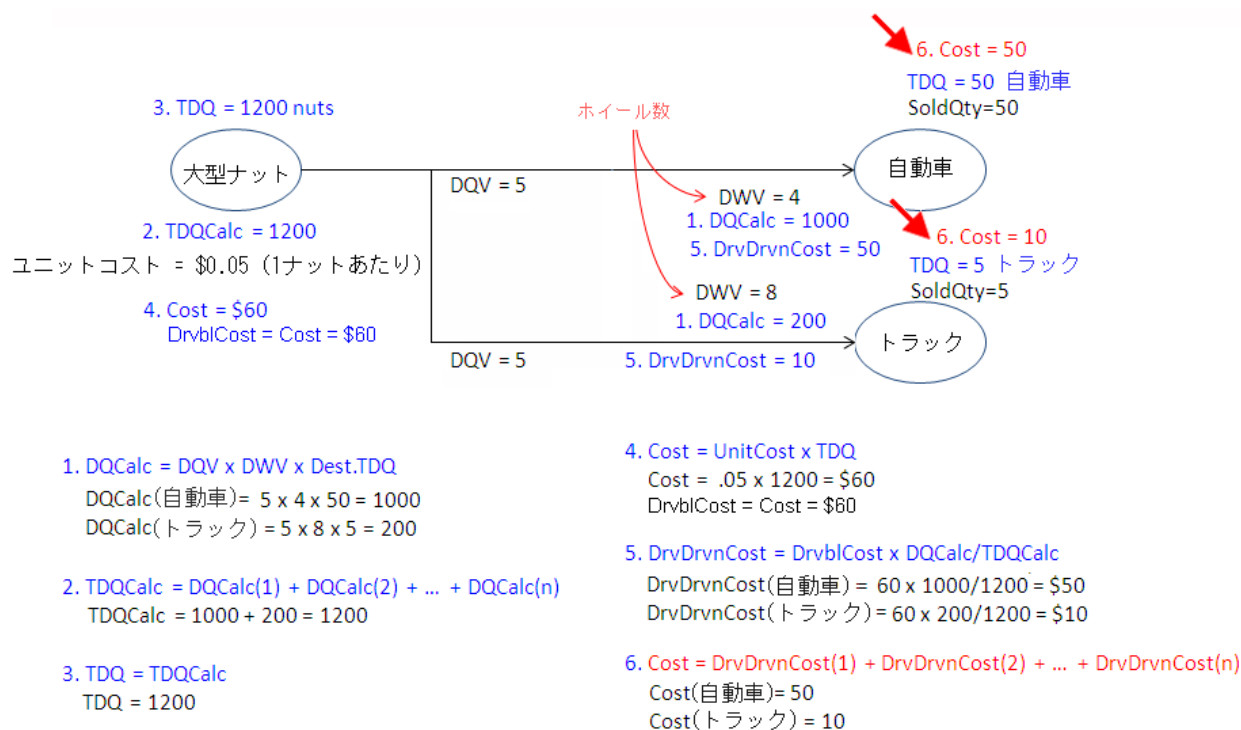 6. Cost = 50
TDQ = 50 自動車
SoldQty=50
3. TDQ = 1200 nuts
ホイール数
大型ナット
自動車
DQV = 5
DWV = 4
1. DQCalc = 1000
5. DrvDrvnCost = 50
2. TDQCalc = 1200
ユニットコスト = $0.05 (1ナットあたり)
6. Cost = 10
TDQ = 5 トラック
SoldQty=5
4. Cost = $60
DrvblCost = Cost = $60
DWV = 8
1. DQCalc = 200
トラック
DQV = 5
5. DrvDrvnCost = 10
1. DQCalc = DQV x DWV x Dest.TDQ
DQCalc(自動車)= 5 x 4 x 50 = 1000
DQCalc(トラック) = 5 x 8 x 5 = 200
2. TDQCalc = DQCalc(1) + DQCalc(2) + ... + DQCalc(n)
TDQCalc = 1000 + 200 = 1200
3. TDQ = TDQCalc
TDQ = 1200
4. Cost = UnitCost x TDQ
Cost = .05 x 1200 = $60
DrvblCost = Cost = $60
5. DrvDrvnCost = DrvblCost x DQCalc/TDQCalc
DrvDrvnCost(自動車) = 60 x 1000/1200 = $50
DrvDrvnCost(トラック) = 60 x 200/1200 = $10
6. Cost = DrvDrvnCost(1) + DrvDrvnCost(2) + ... + DrvDrvnCost(n)
Cost(自動車)= 50
Cost(トラック) = 10